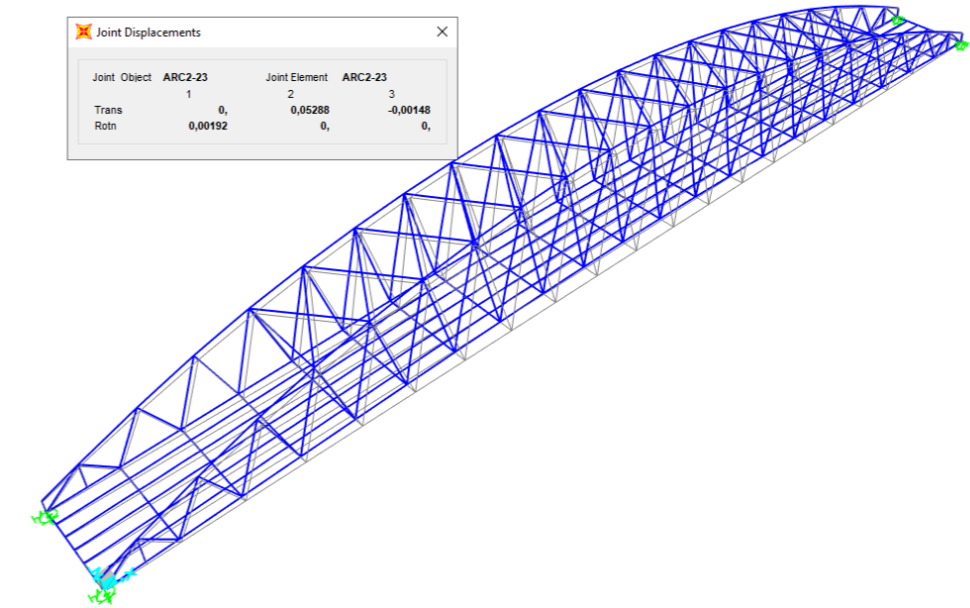 Joint Displacements
Joint Object ARC2-23 Joint Element ARC2-23
1 2 3
Trans 0, 0,05288 -0,00148
Rotn 0,00192 0, 0,